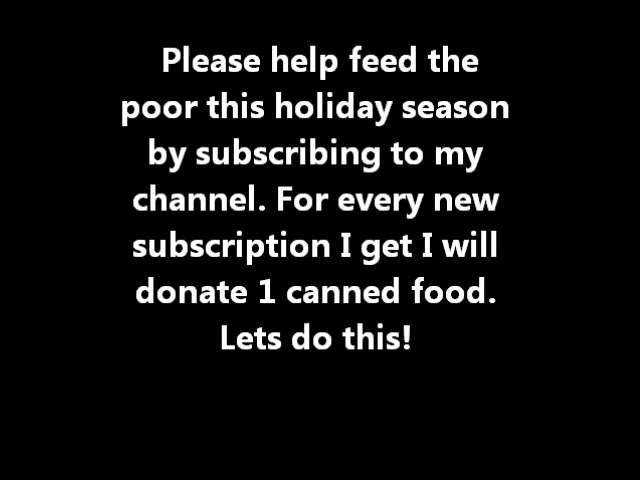 Please help feed the
poor this holiday season
by subscribing to my
channel. For every new
subscription I get I will
donate 1 canned food.
Lets do this!